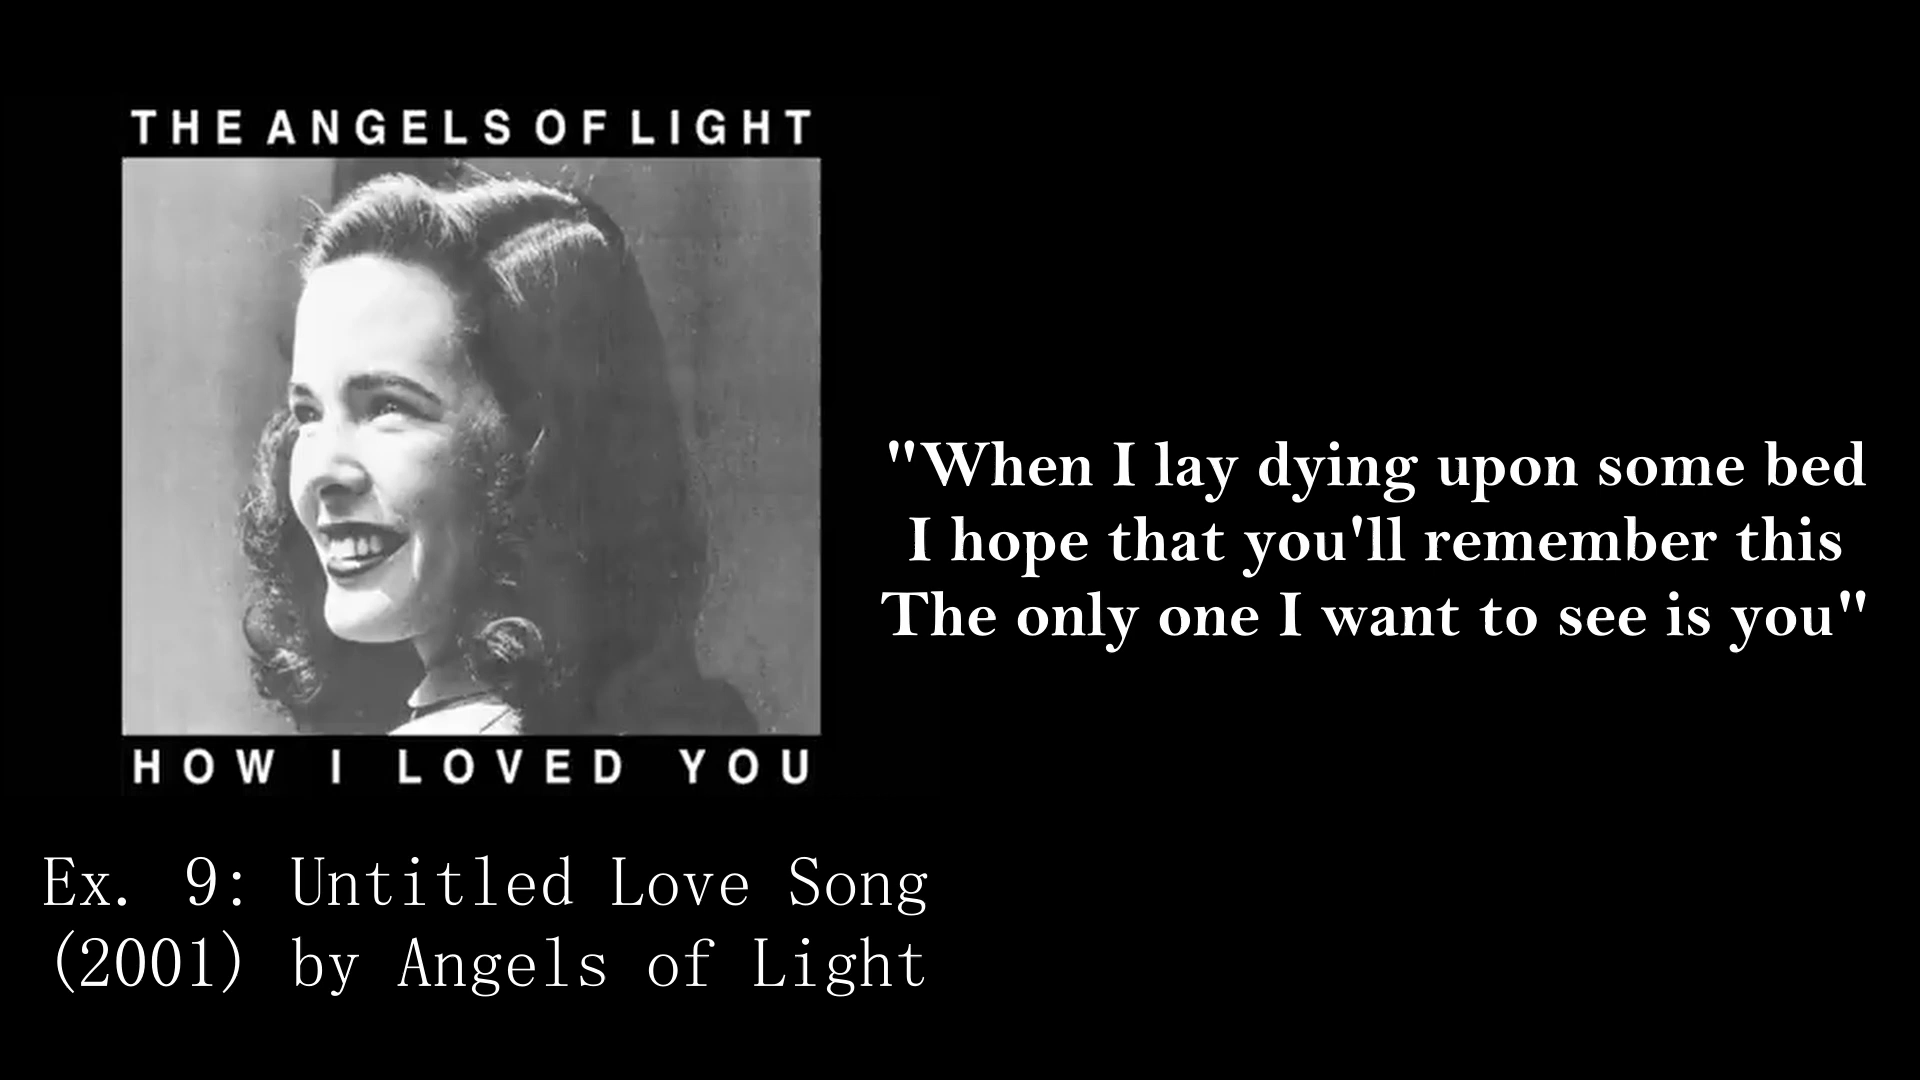 THE ANGELS OF LIGHT
HOW I LOVED YOU
"When I lay dying upon some bed
I hope that you'll remember this
The only one I want to see is you"
Ex. 9: Untitled Love Song
(2001) by Angels of Light